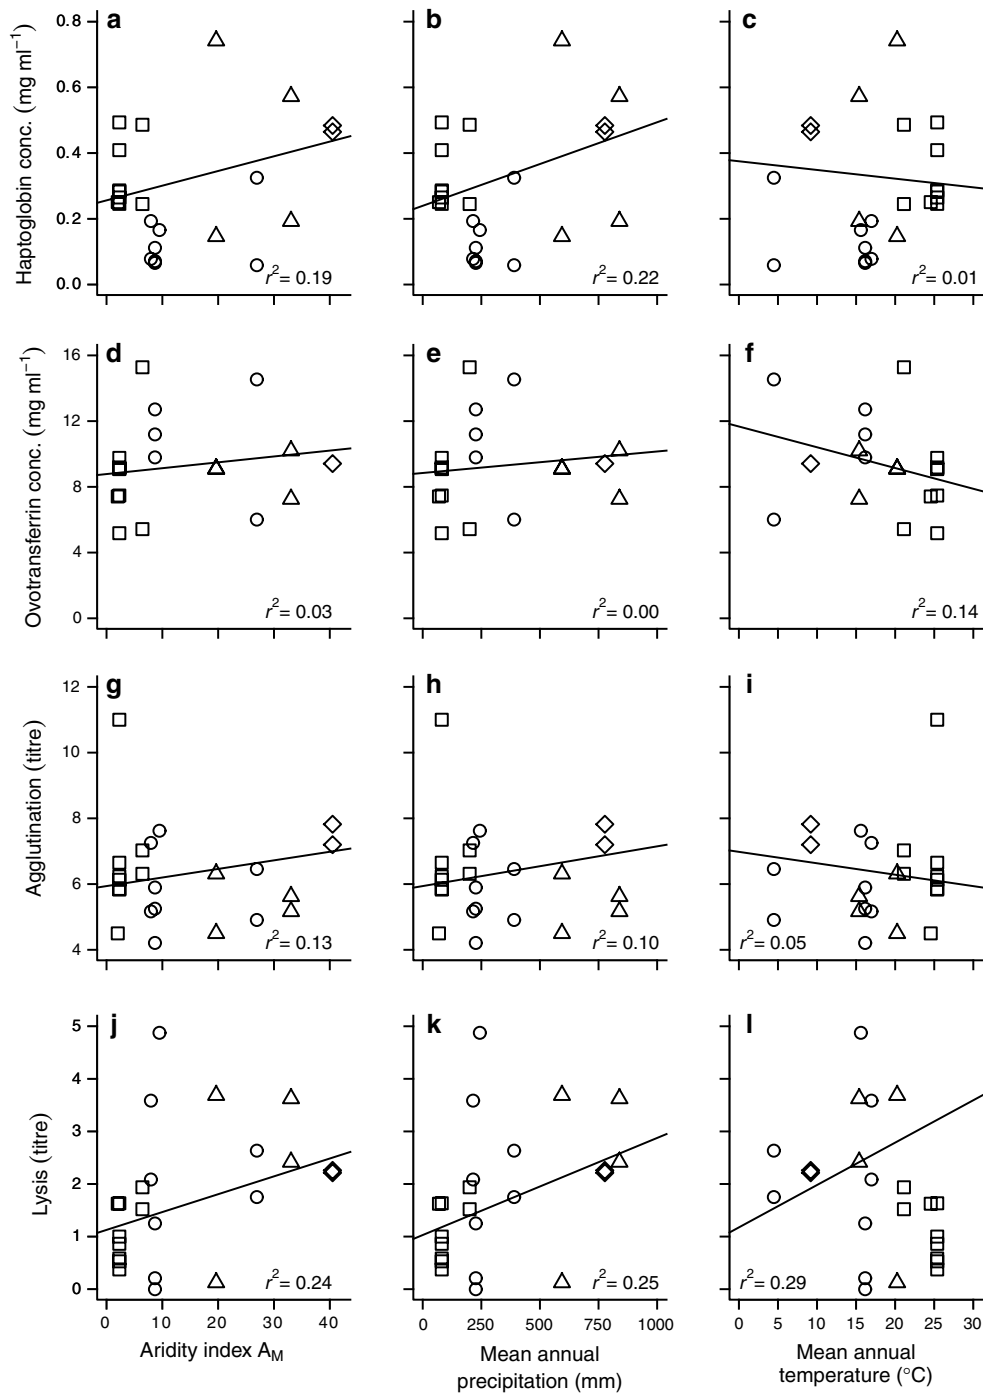 a
b
c
Haptoglobin conc. (mg ml⁻¹)
0.8
0.6
0.4
0.2
0.0
r² = 0.19
r² = 0.22
r² = 0.01
d
e
f
Ovotransferrin conc. (mg ml⁻¹)
16
12
8
4
0
r² = 0.03
r² = 0.00
r² = 0.14
g
h
i
Agglutination (titre)
12
10
8
6
4
r² = 0.13
r² = 0.10
r² = 0.05
j
k
l
Lysis (titre)
5
4
3
2
1
0
r² = 0.24
r² = 0.25
r² = 0.29
0 10 20 30 40
0 250 500 750 1000
0 5 10 15 20 25 30
Aridity index A_M
Mean annual
precipitation (mm)
Mean annual
temperature (°C)